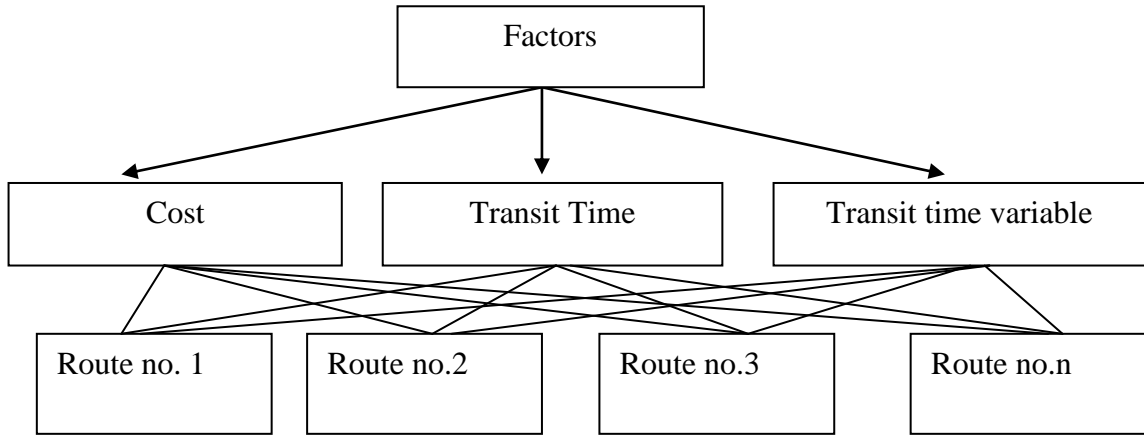 Factors
Cost
Transit Time
Transit time variable
Route no. 1
Route no.2
Route no.3
Route no.n